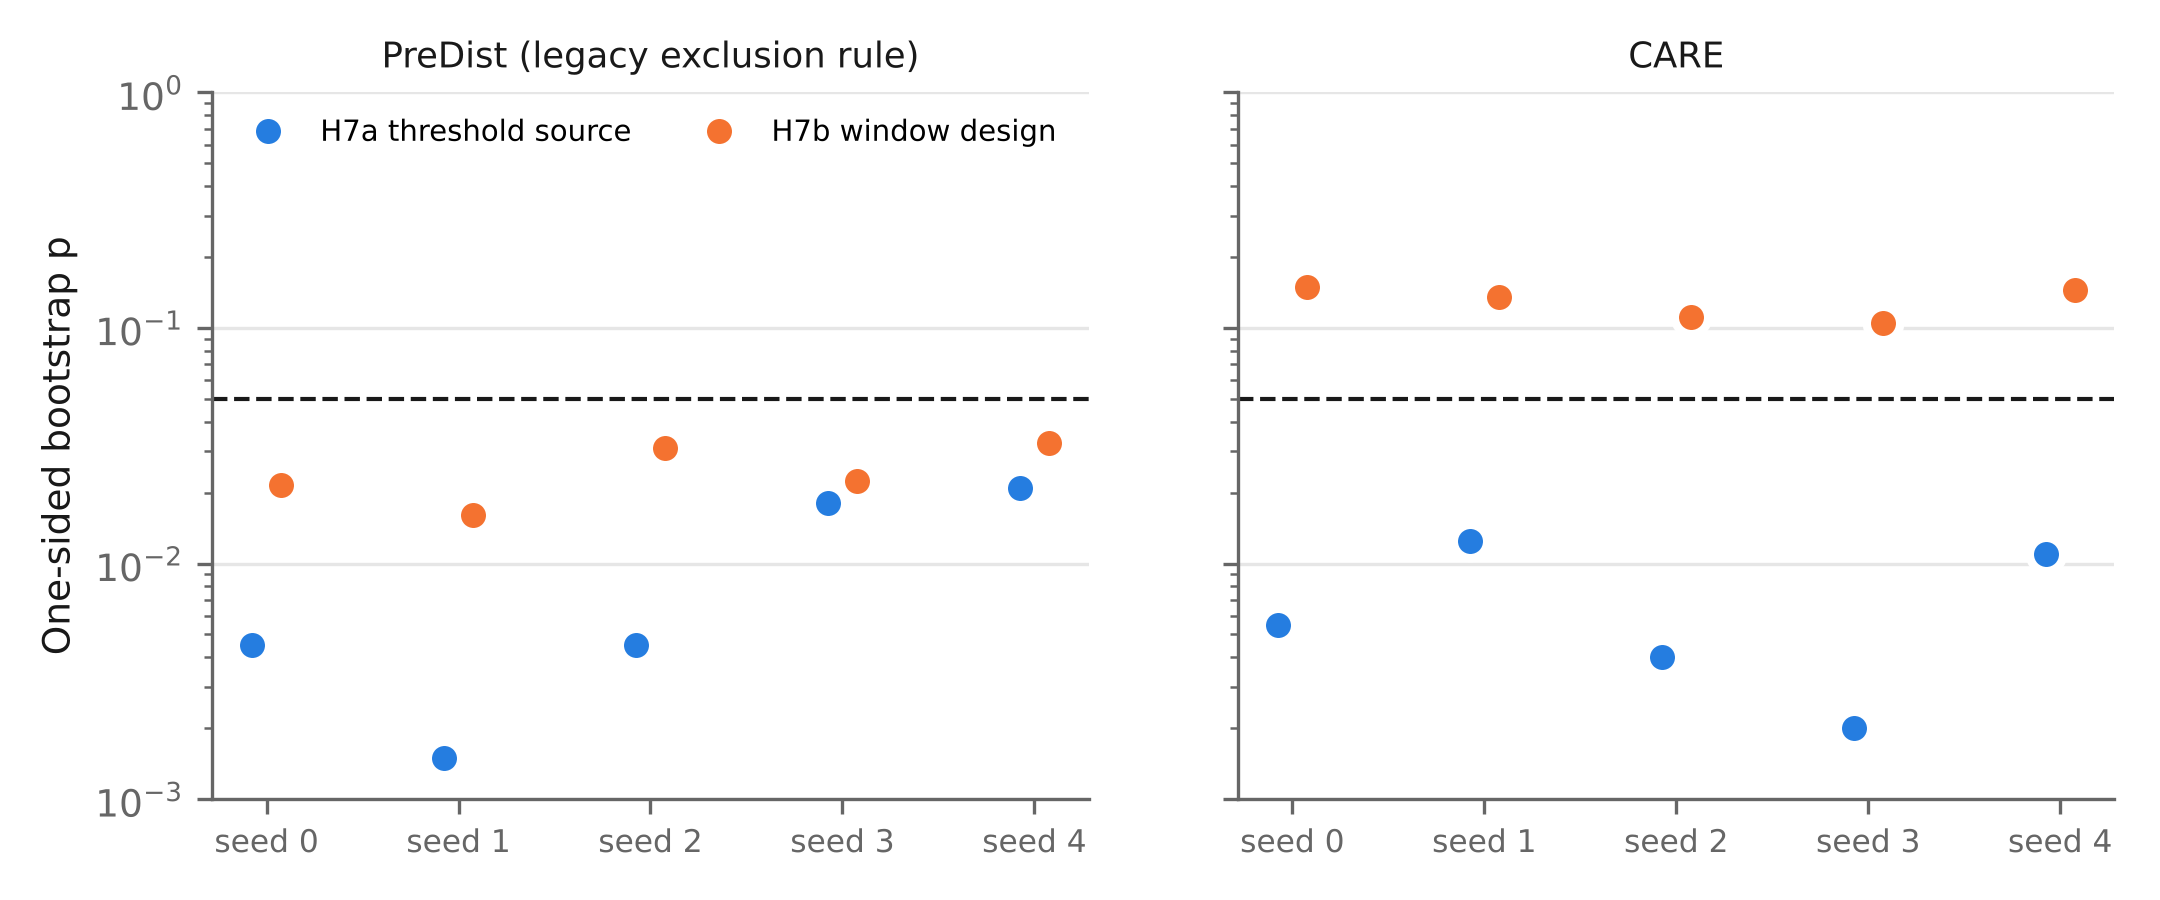 PreDist (legacy exclusion rule)
CARE
H7a threshold source
H7b window design
One-sided bootstrap p
10⁰
10⁻¹
10⁻²
10⁻³
seed 0 seed 1 seed 2 seed 3 seed 4
seed 0 seed 1 seed 2 seed 3 seed 4